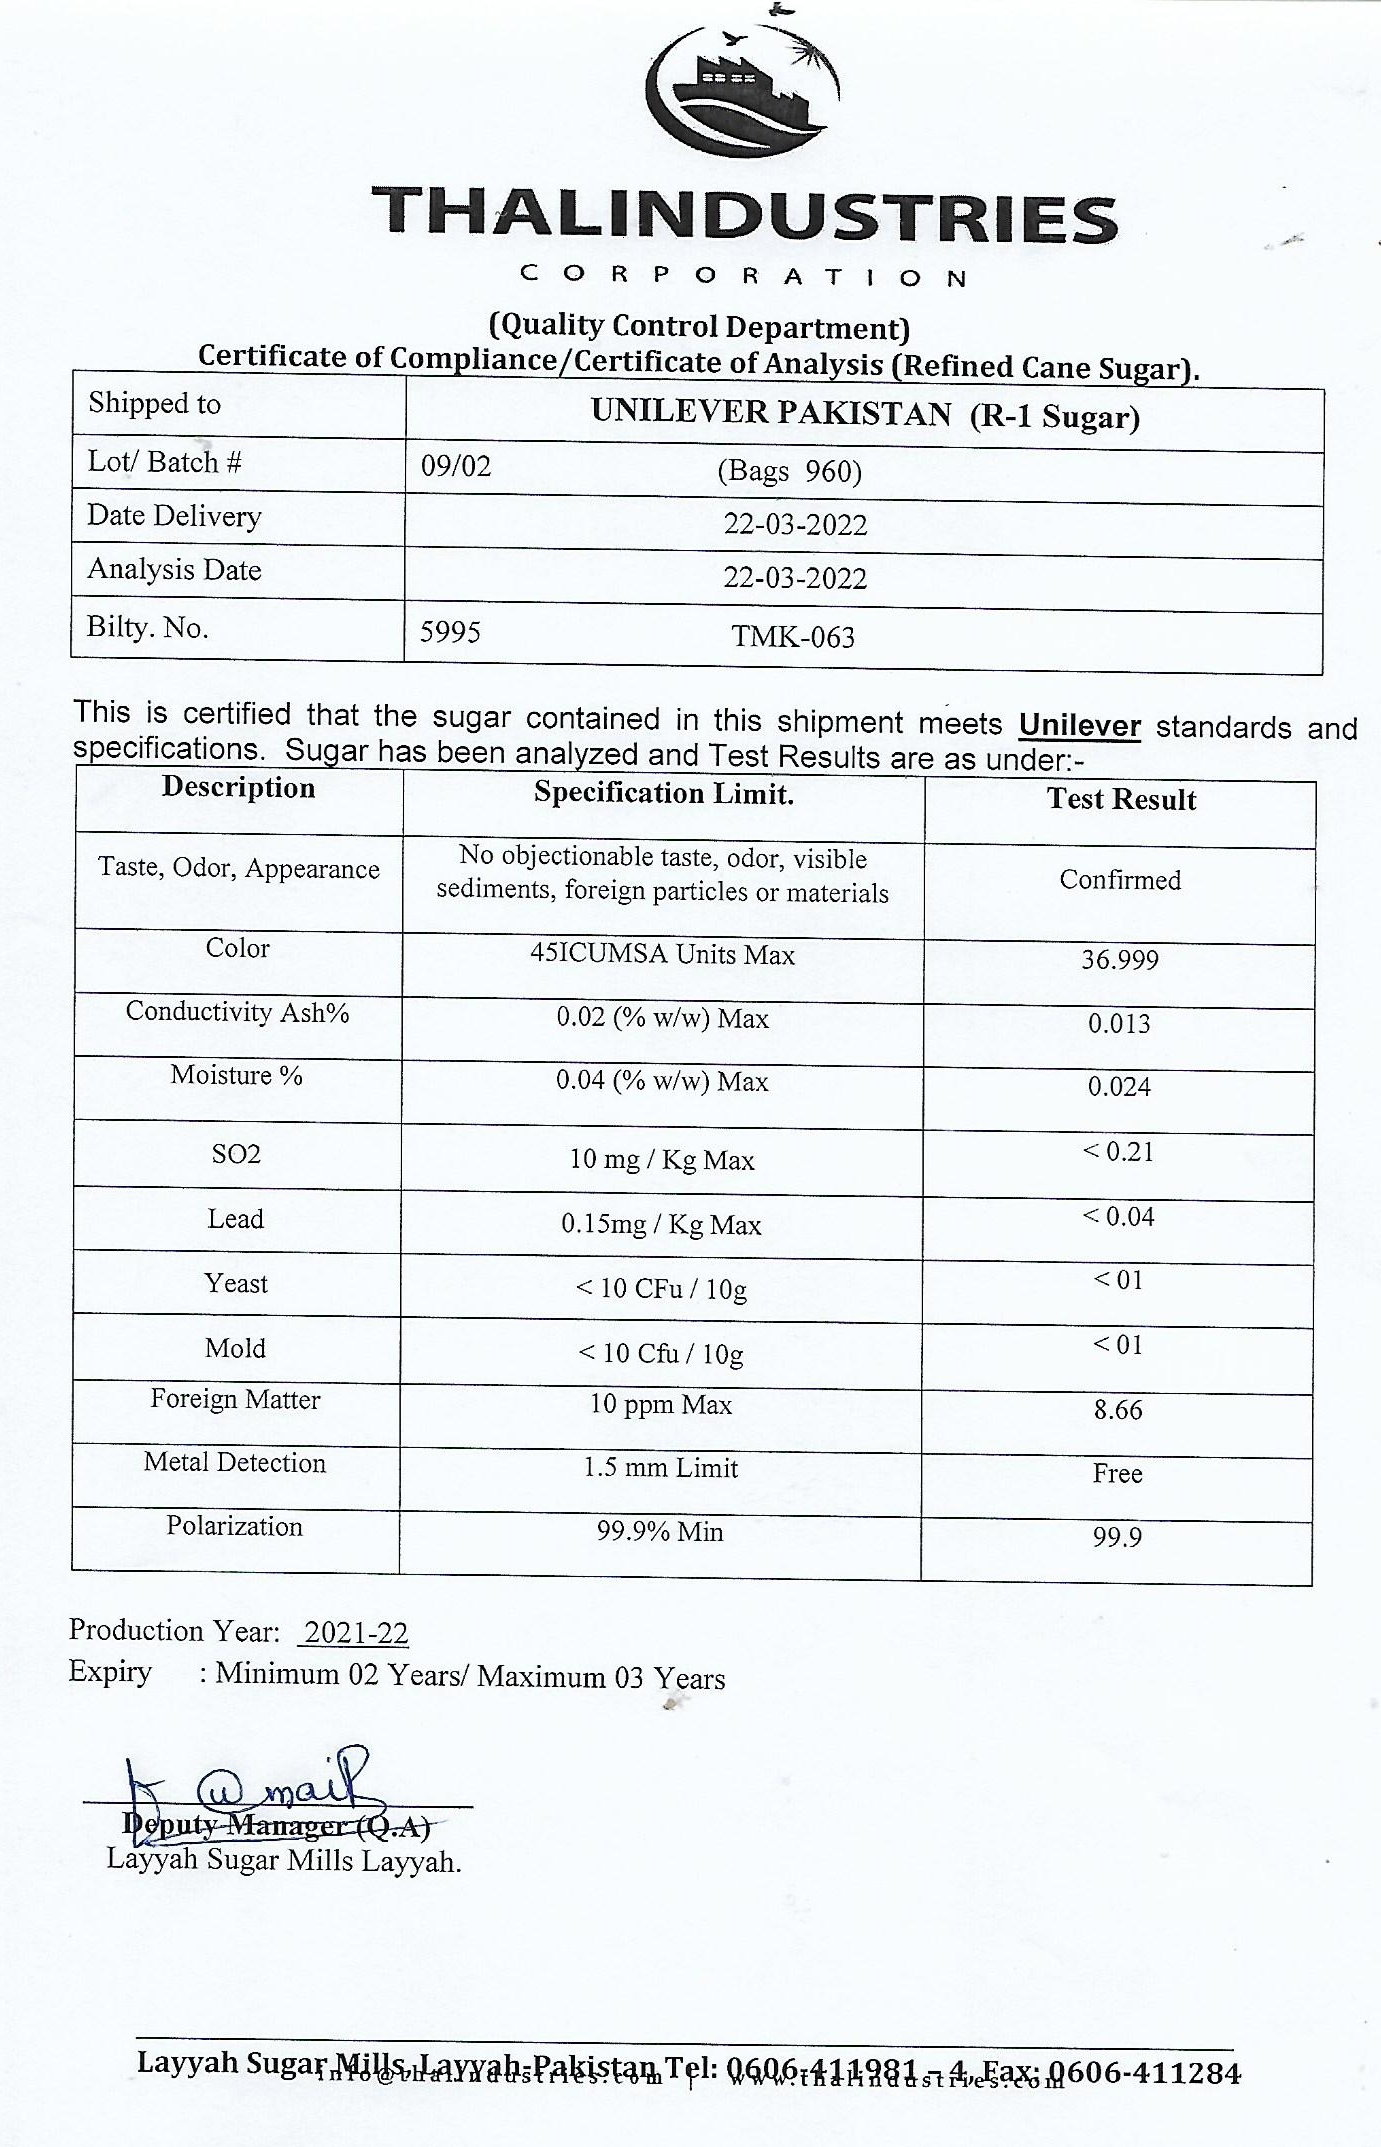 THALINDUSTRIES
CORPORATION
(Quality Control Department)
Certificate of Compliance/Certificate of Analysis (Refined Cane Sugar).
Shipped to UNILEVER PAKISTAN (R-1 Sugar)
Lot/ Batch # 09/02 (Bags 960)
Date Delivery 22-03-2022
Analysis Date 22-03-2022
Bilty. No. 5995 TMK-063
This is certified that the sugar contained in this shipment meets Unilever standards and
specifications. Sugar has been analyzed and Test Results are as under:-
Description Specification Limit. Test Result
Taste, Odor, Appearance No objectionable taste, odor, visible
sediments, foreign particles or materials Confirmed
Color 45ICUMSA Units Max 36.999
Conductivity Ash% 0.02 (% w/w) Max 0.013
Moisture % 0.04 (% w/w) Max 0.024
SO2 10 mg / Kg Max < 0.21
Lead 0.15mg / Kg Max < 0.04
Yeast < 10 CFu / 10g < 01
Mold < 10 Cfu / 10g < 01
Foreign Matter 10 ppm Max 8.66
Metal Detection 1.5 mm Limit Free
Polarization 99.9% Min 99.9
Production Year: 2021-22
Expiry : Minimum 02 Years/ Maximum 03 Years
Deputy Manager (Q.A)
Layyah Sugar Mills Layyah.
Layyah Sugar Mills, Layyah-Pakistan Tel: 0606-411981 – 4, Fax: 0606-411284
info@thalindustries.com | www.thalindustries.com